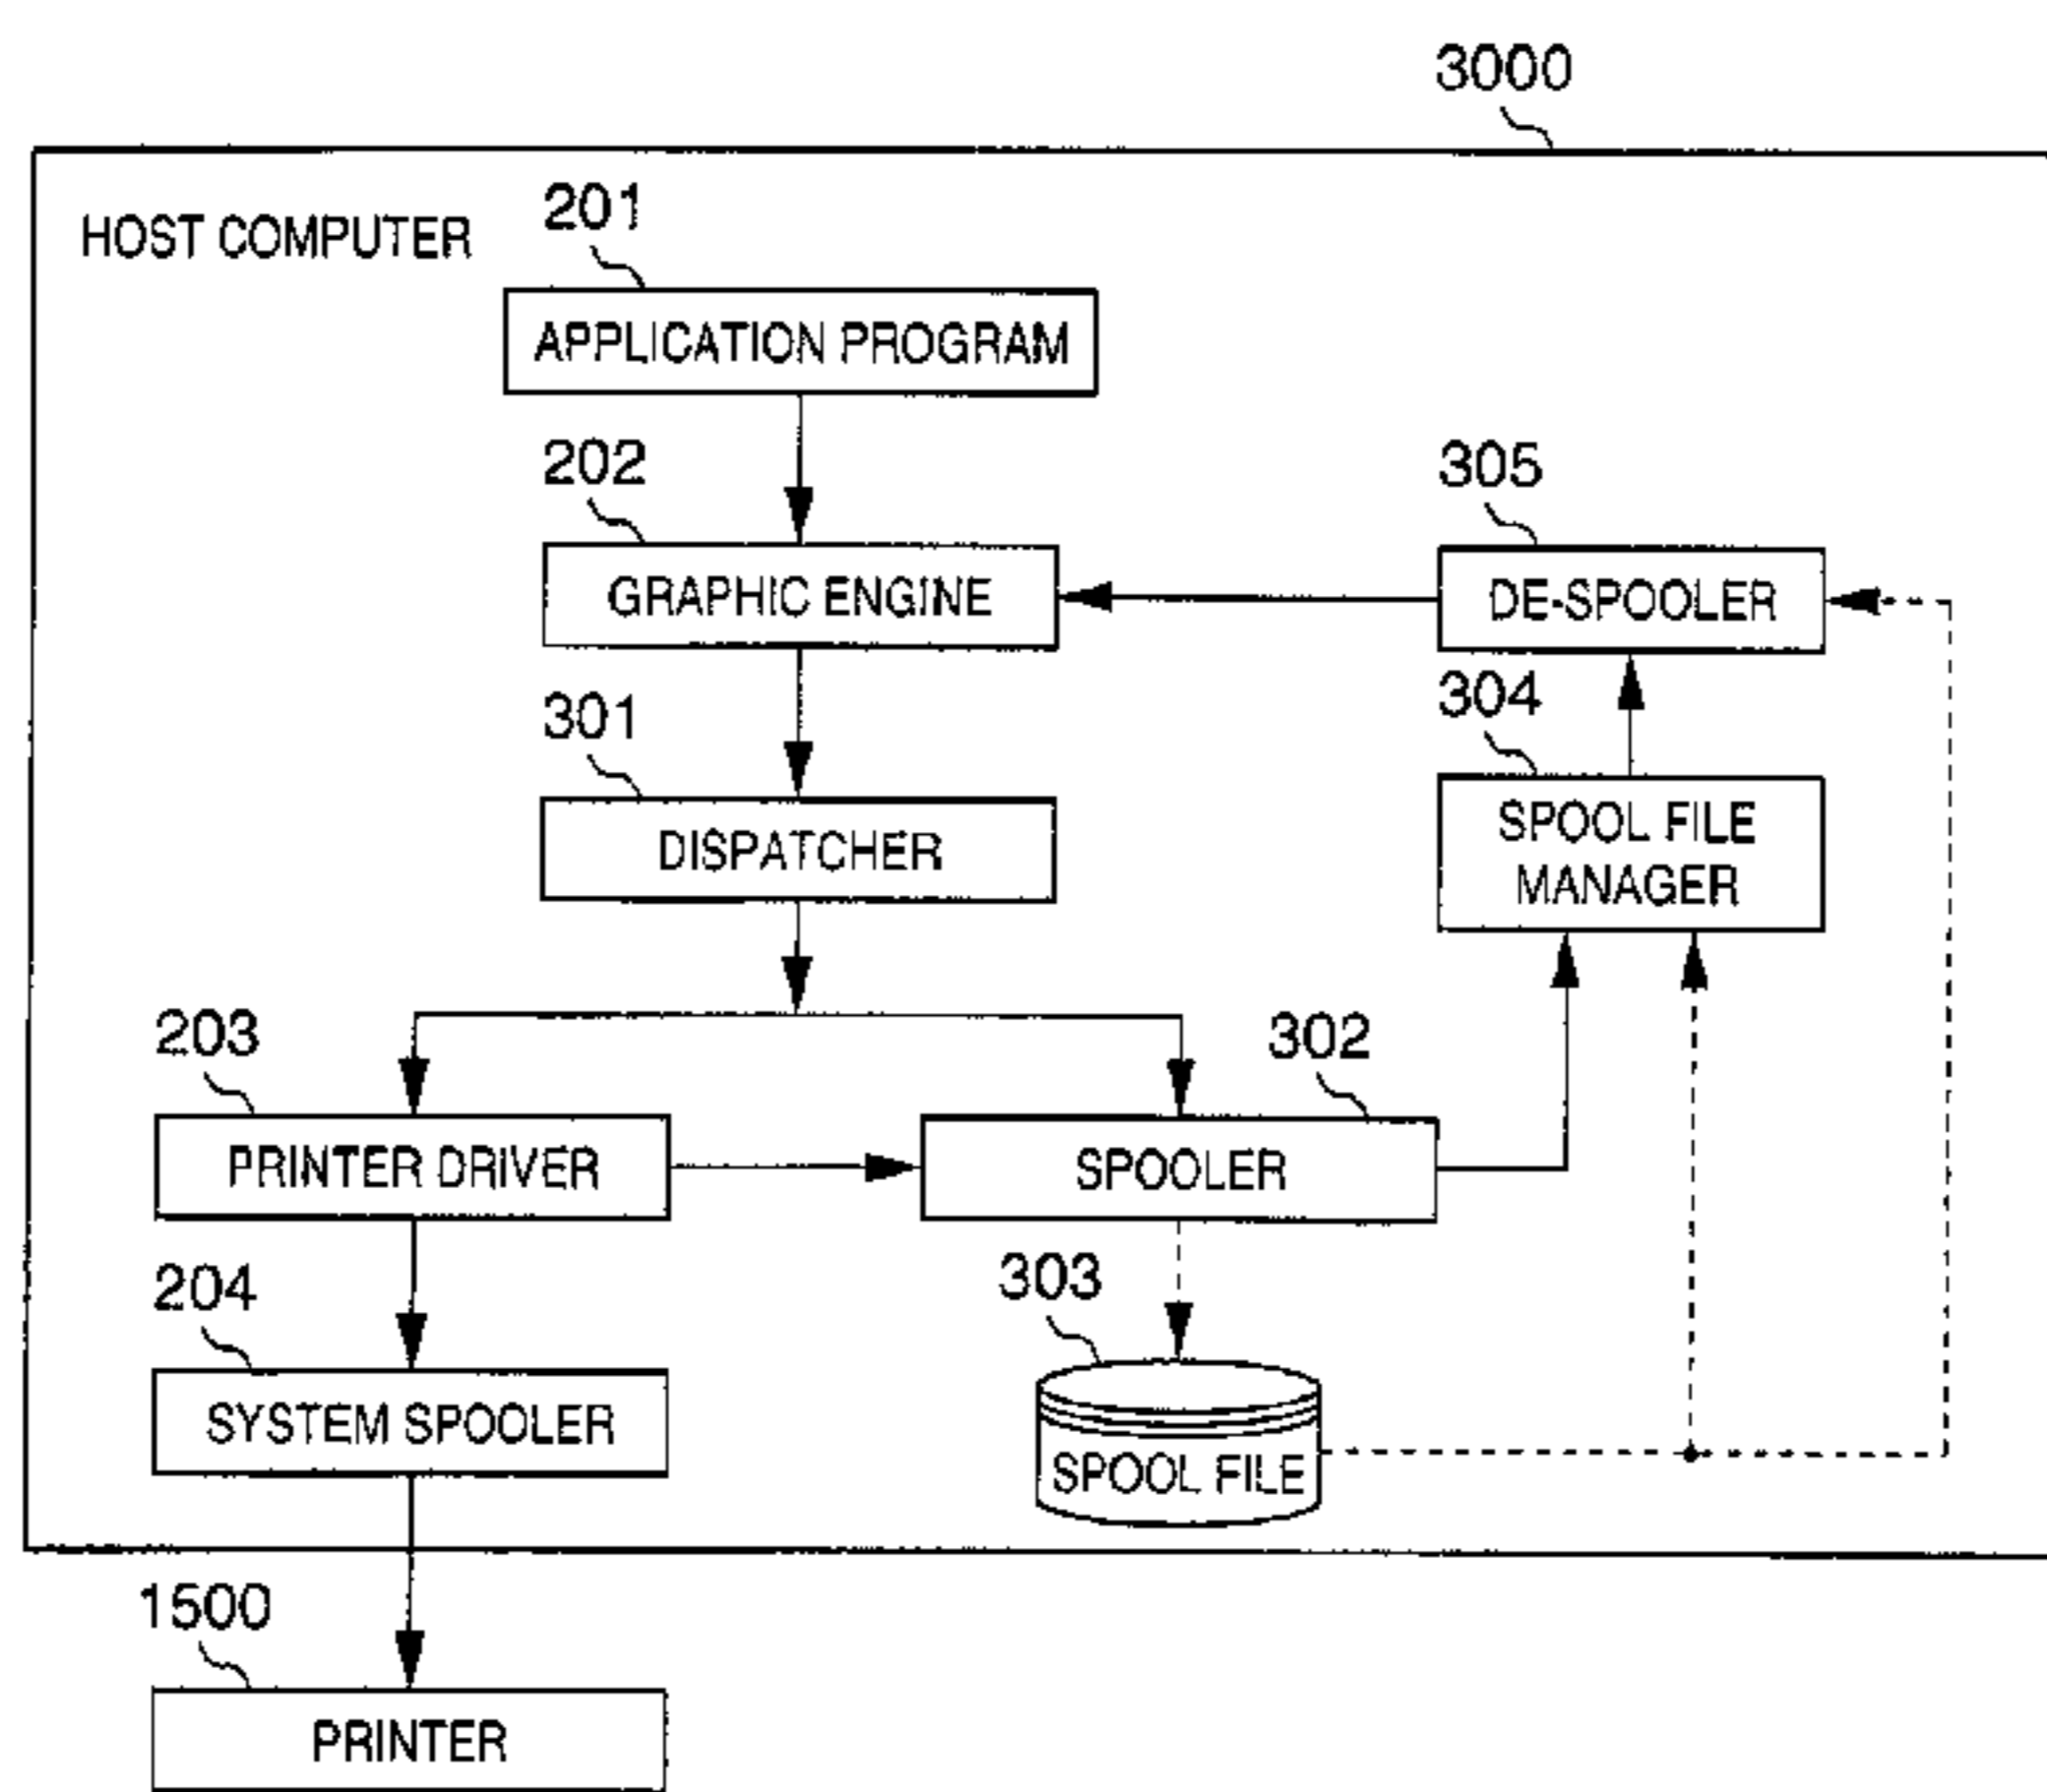 3000
HOST COMPUTER
201
APPLICATION PROGRAM
202
GRAPHIC ENGINE
305
DE-SPOOLER
301
DISPATCHER
304
SPOOL FILE
MANAGER
203
PRINTER DRIVER
302
SPOOLER
204
SYSTEM SPOOLER
303
SPOOL FILE
1500
PRINTER